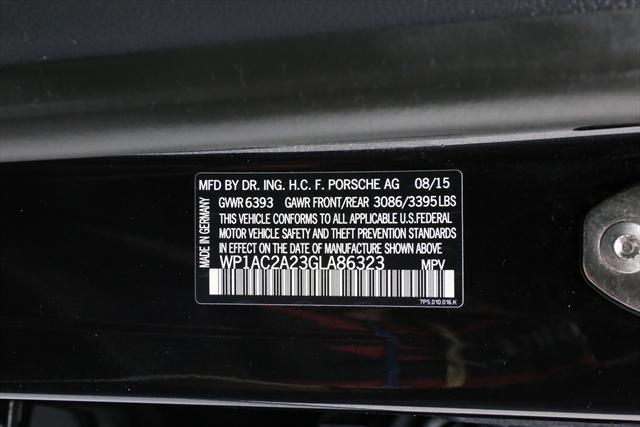 MFD BY DR. ING. H.C. F. PORSCHE AG 08/15
GVWR 6393 GAWR FRONT/REAR 3086/3395 LBS
THIS VEHICLE CONFORMS TO ALL APPLICABLE U.S. FEDERAL
MOTOR VEHICLE SAFETY AND THEFT PREVENTION STANDARDS
IN EFFECT ON THE DATE OF MANUFACTURE SHOWN ABOVE
WP1AC2A23GLA86323 MPV
7P5.010.016.K
MADE IN GERMANY